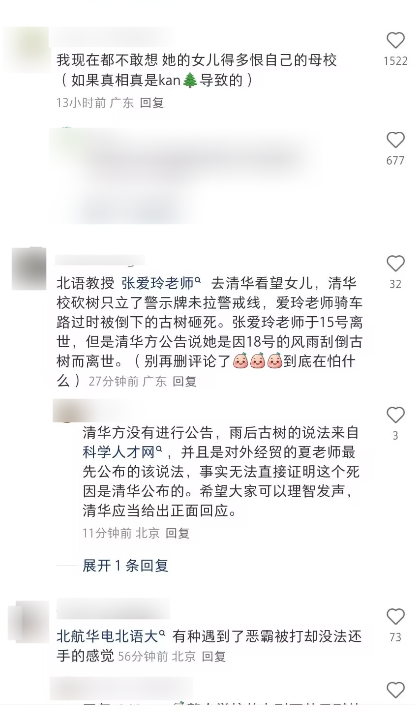 我现在都不敢想 她的女儿得多恨自己的母校
（如果真相真是kan🌲导致的）
13小时前 广东 回复
1522
677
北语教授 张爱玲老师 去清华看望女儿，清华
校砍树只立了警示牌未拉警戒线，爱玲老师骑车
路过时被倒下的古树砸死。张爱玲老师于15号离
世，但是清华方公告说她是因18号的风雨刮倒古
树而离世。（别再删评论了🍑🍑🍑到底在怕什
么）27分钟前 广东 回复
32
清华方没有进行公告，雨后古树的说法来自
科学人才网，并且是对外经贸的夏老师最
先公布的该说法，事实无法直接证明这个死
因是清华公布的。希望大家可以理智发声，
清华应当给出正面回应。
11分钟前 北京 回复
3
展开 1 条回复
北航华电北语大 有种遇到了恶霸被打却没法还
手的感觉 56分钟前 北京 回复
73